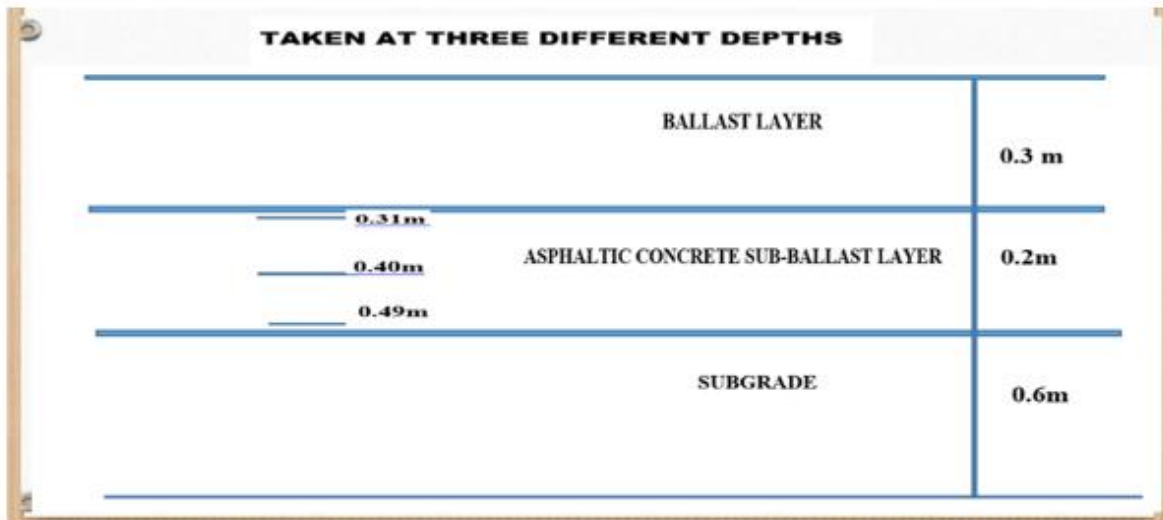 TAKEN AT THREE DIFFERENT DEPTHS
BALLAST LAYER
0.3 m
0.31m
ASPHALTIC CONCRETE SUB-BALLAST LAYER
0.2m
0.40m
0.49m
SUBGRADE
0.6m